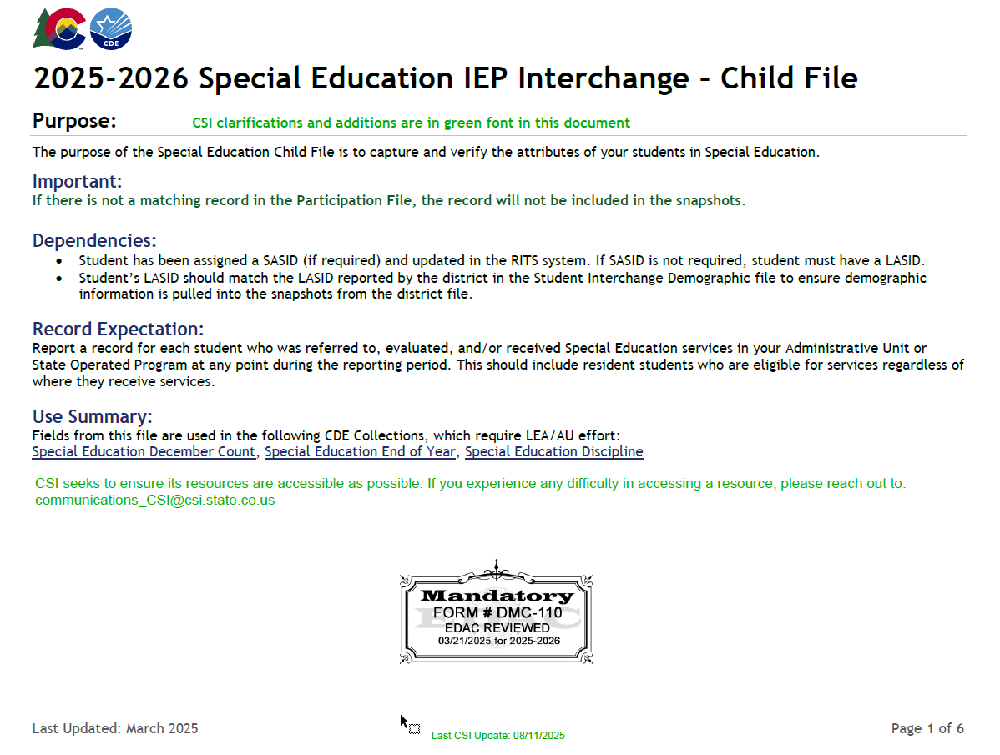 CDE
2025-2026 Special Education IEP Interchange – Child File
Purpose: CSI clarifications and additions are in green font in this document
The purpose of the Special Education Child File is to capture and verify the attributes of your students in Special Education.
Important:
If there is not a matching record in the Participation File, the record will not be included in the snapshots.
Dependencies:
• Student has been assigned a SASID (if required) and updated in the RITS system. If SASID is not required, student must have a LASID.
• Student’s LASID should match the LASID reported by the district in the Student Interchange Demographic file to ensure demographic
information is pulled into the snapshots from the district file.
Record Expectation:
Report a record for each student who was referred to, evaluated, and/or received Special Education services in your Administrative Unit or
State Operated Program at any point during the reporting period. This should include resident students who are eligible for services regardless of
where they receive services.
Use Summary:
Fields from this file are used in the following CDE Collections, which require LEA/AU effort:
Special Education December Count, Special Education End of Year, Special Education Discipline
CSI seeks to ensure its resources are accessible as possible. If you experience any difficulty in accessing a resource, please reach out to:
communications_CSI@csi.state.co.us
Mandatory
FORM # DMC-110
EDAC
EDAC REVIEWED
03/21/2025 for 2025-2026
Last Updated: March 2025
Last CSI Update: 08/11/2025
Page 1 of 6